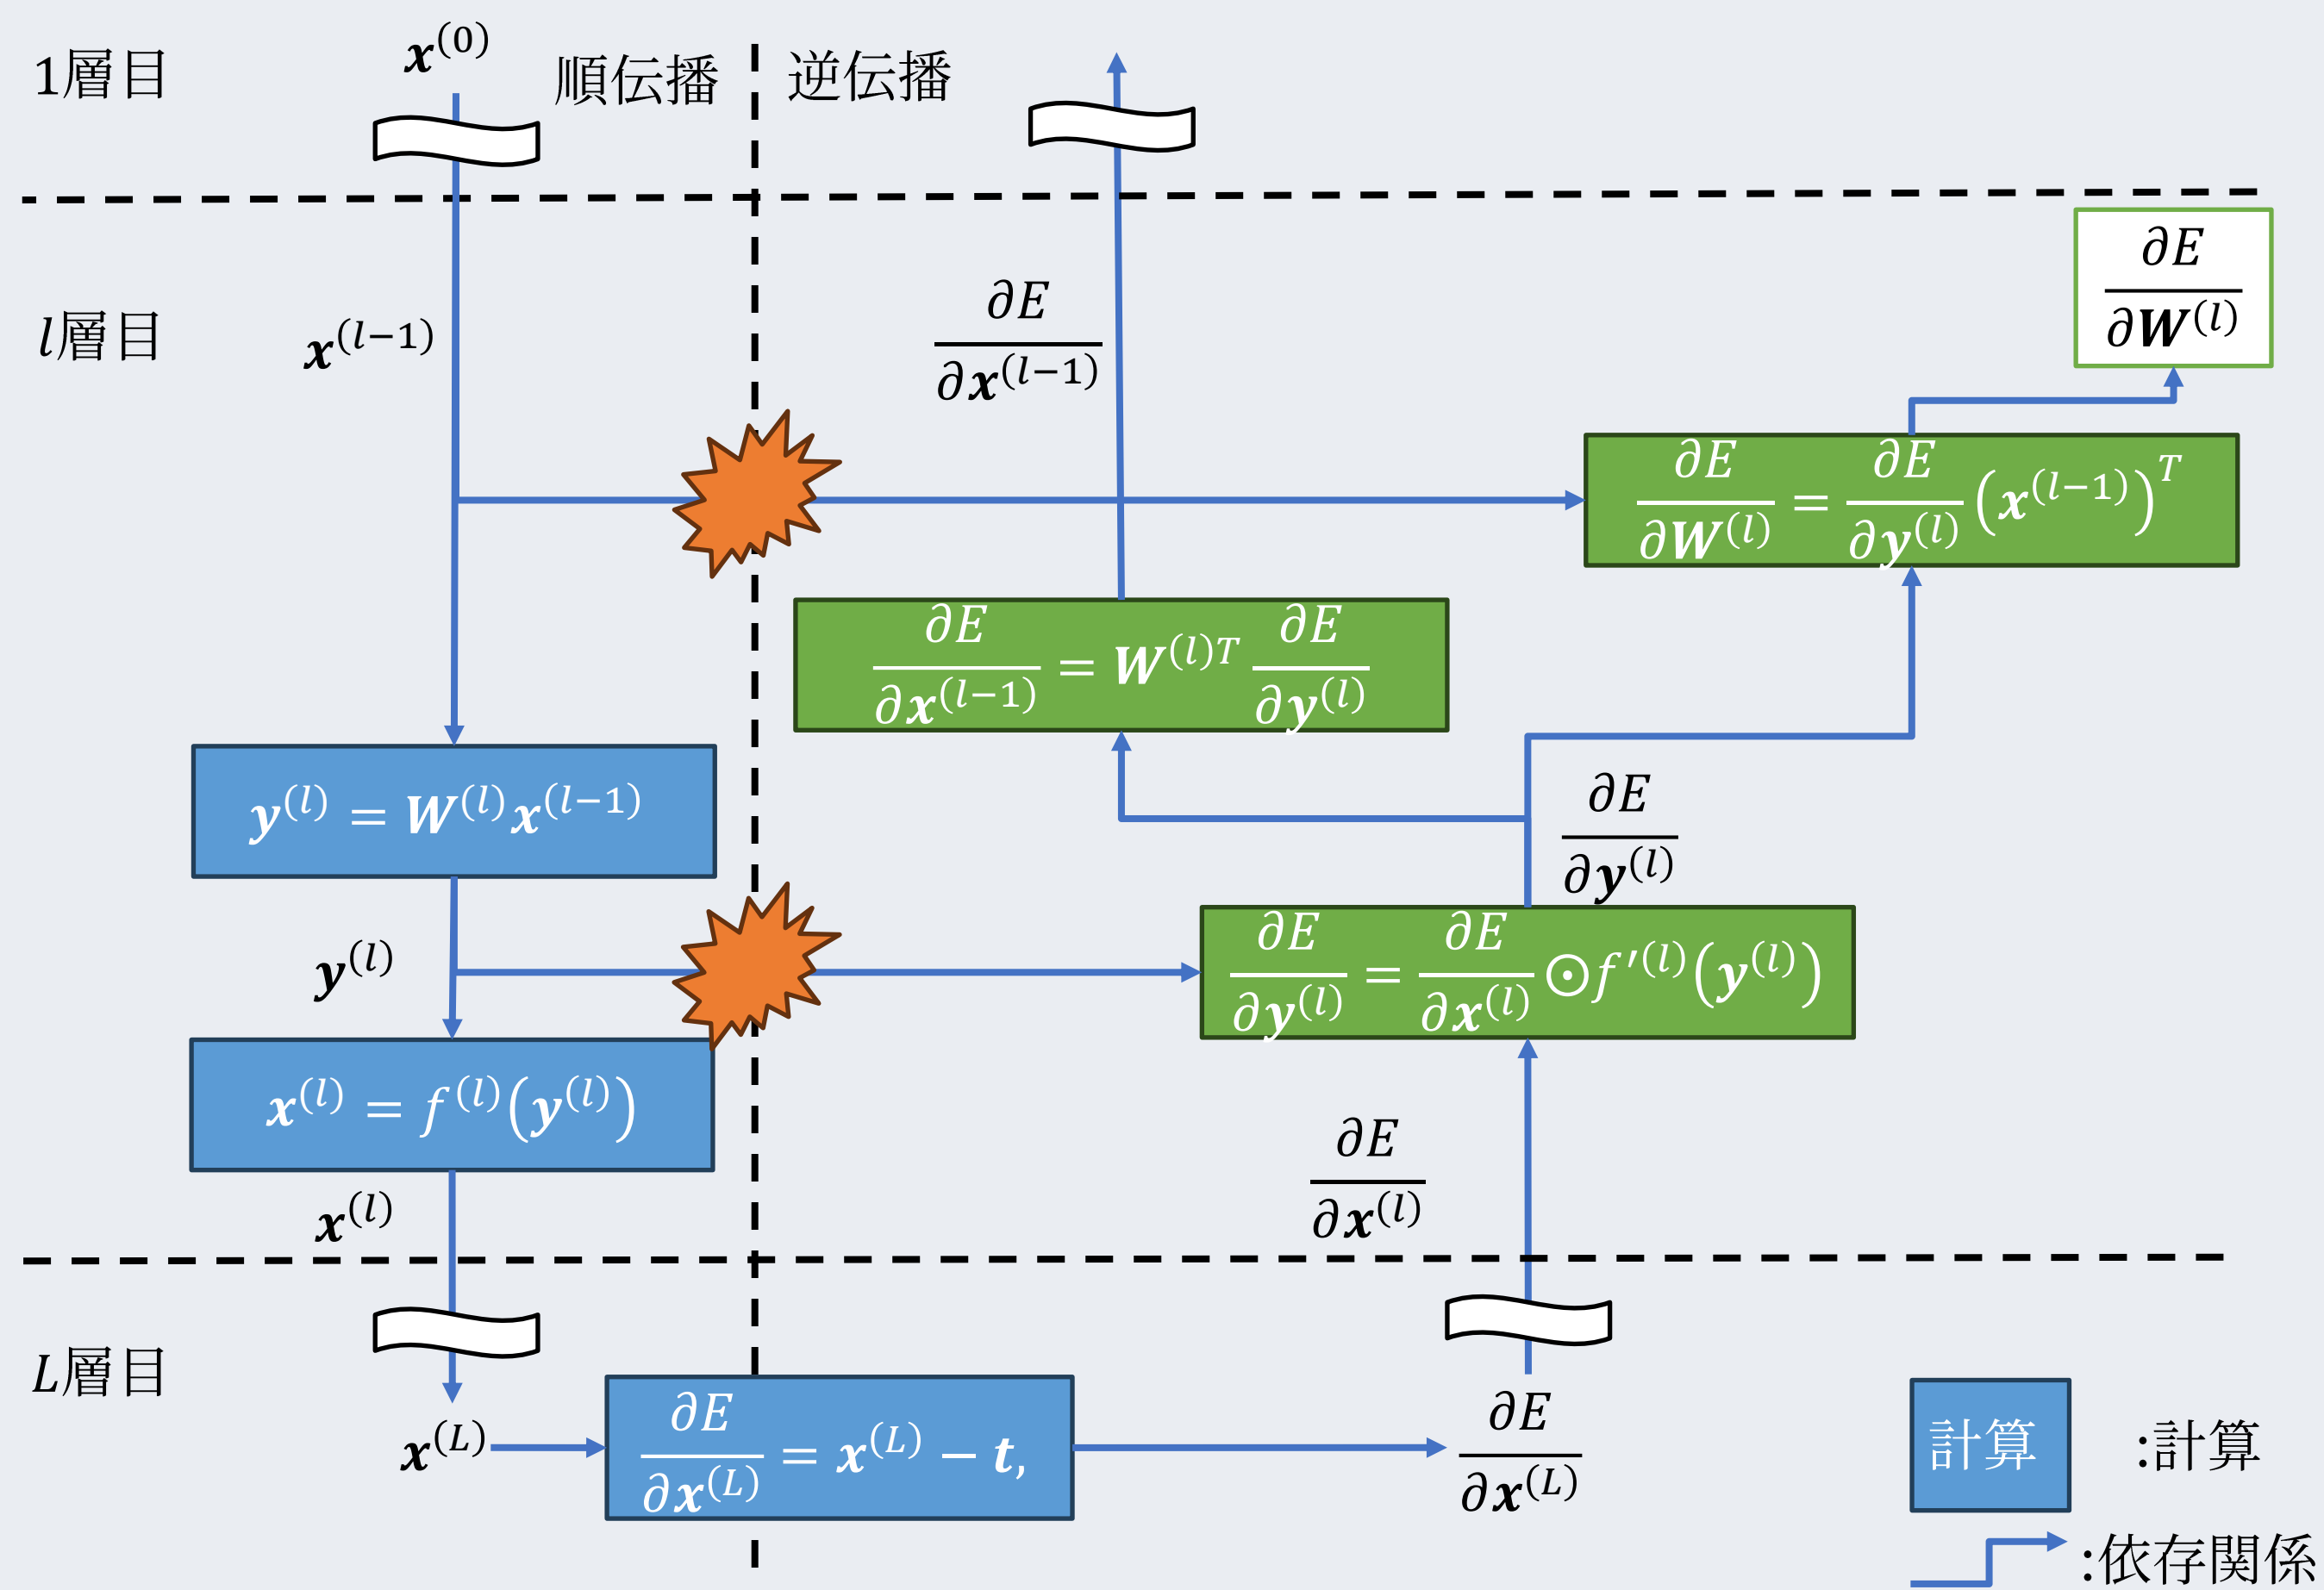 1層目
x^(0)
順伝播
逆伝播
l層目
x^(l−1)
∂E/∂x^(l−1)
∂E/∂W^(l)
∂E/∂W^(l) = ∂E/∂y^(l) (x^(l−1))^T
∂E/∂x^(l−1) = W^(l)T ∂E/∂y^(l)
y^(l) = W^(l) x^(l−1)
∂E/∂y^(l)
y^(l)
∂E/∂y^(l) = ∂E/∂x^(l) ⊙ f′^(l)(y^(l))
x^(l) = f^(l)(y^(l))
x^(l)
∂E/∂x^(l)
L層目
x^(L)
∂E/∂x^(L) = x^(L) − t,
∂E/∂x^(L)
計算 :計算
:依存関係